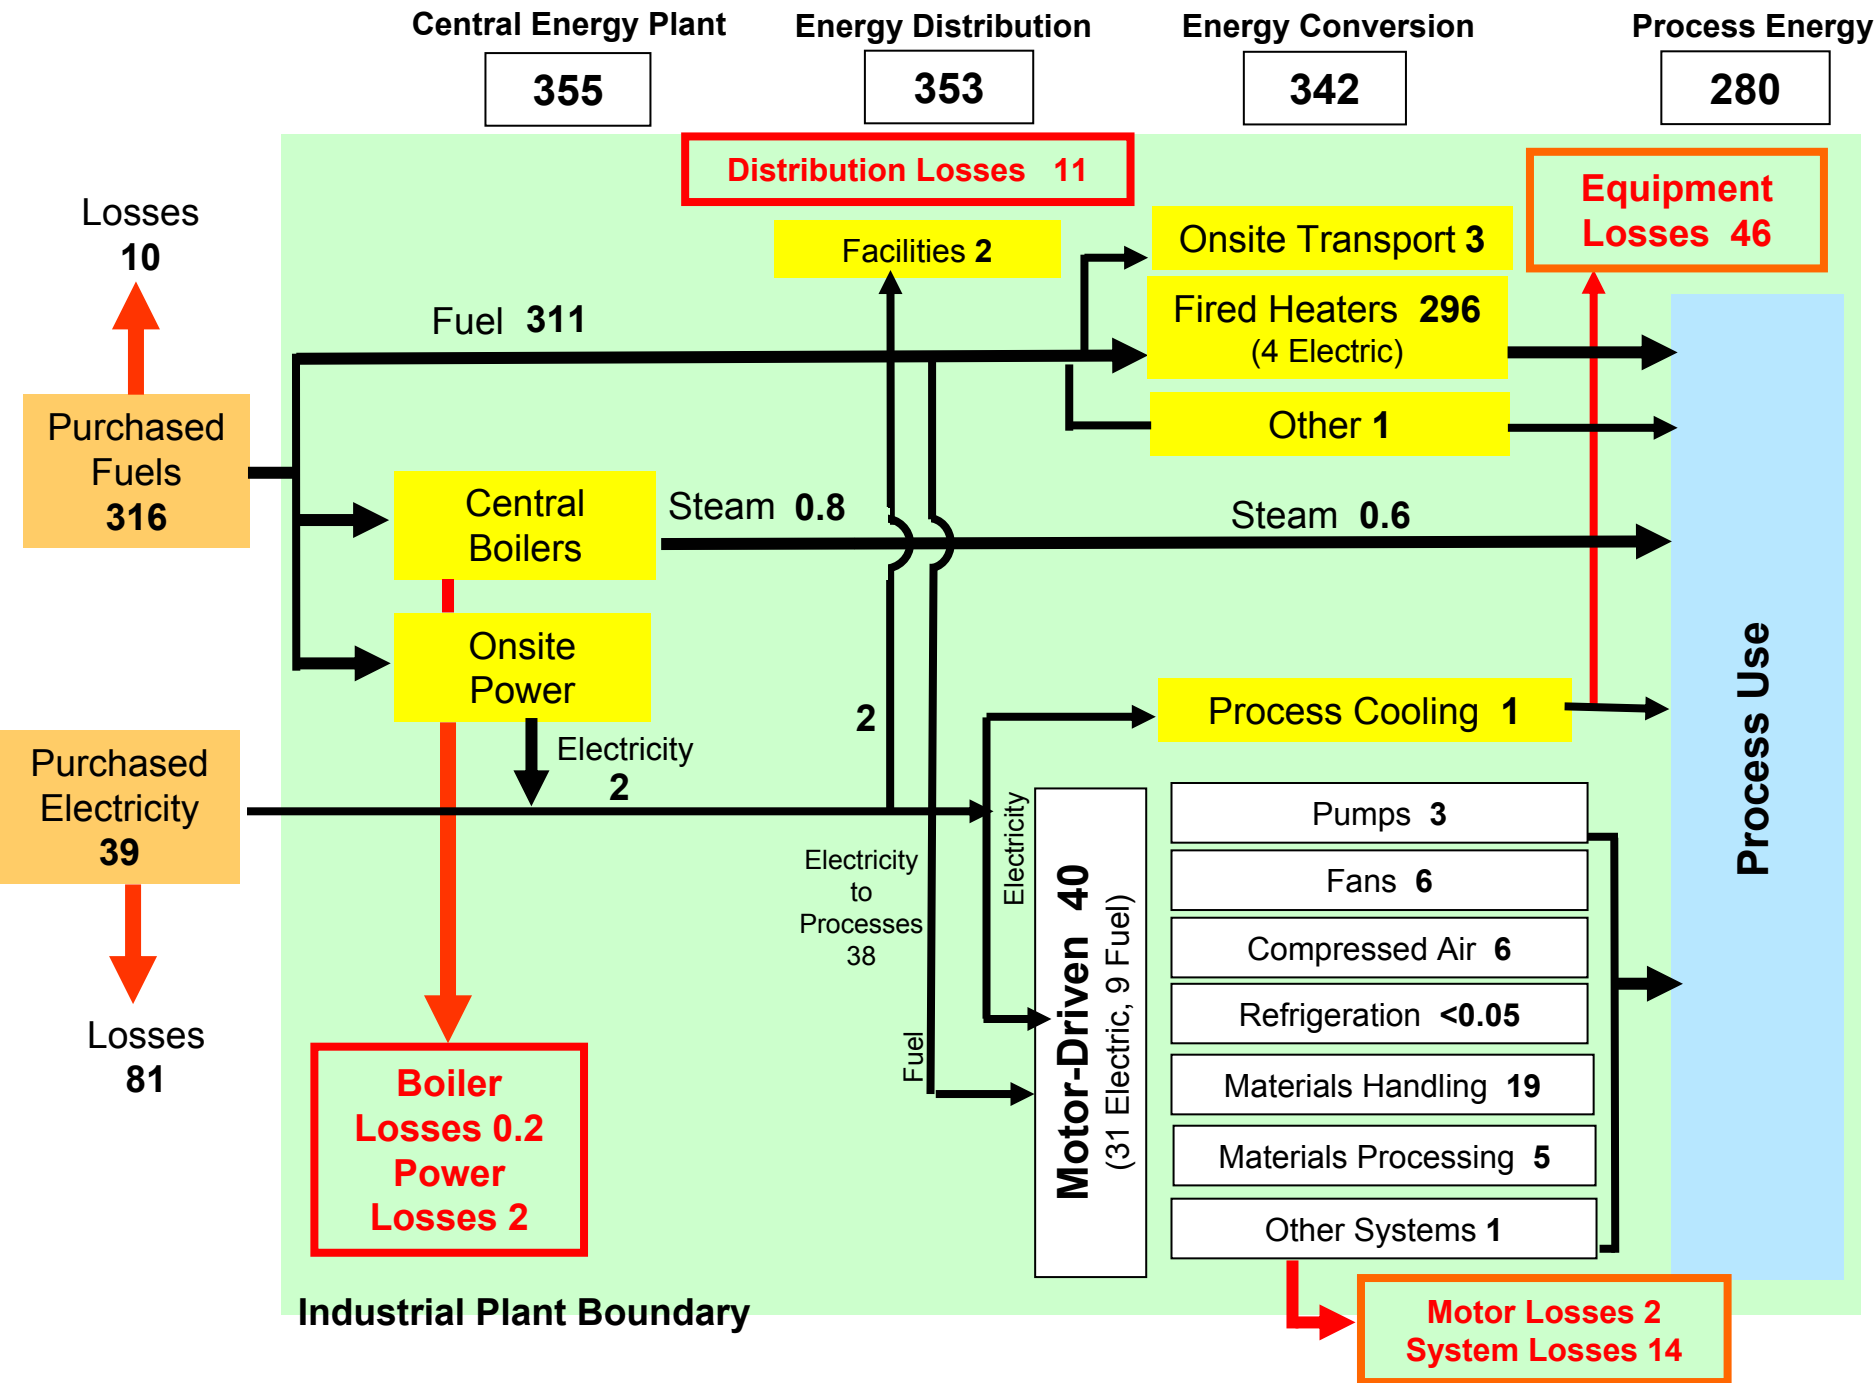 Central Energy Plant
355
Energy Distribution
353
Energy Conversion
342
Process Energy
280
Distribution Losses 11
Equipment
Losses 46
Losses
10
Facilities 2
Onsite Transport 3
Fuel 311
Fired Heaters 296
(4 Electric)
Purchased
Fuels
316
Other 1
Central
Boilers
Steam 0.8
Steam 0.6
Onsite
Power
Electricity
2
2
Process Cooling 1
Process Use
Purchased
Electricity
39
Losses
81
Electricity
to
Processes
38
Electricity
Fuel
Motor-Driven 40
(31 Electric, 9 Fuel)
Pumps 3
Fans 6
Compressed Air 6
Refrigeration <0.05
Materials Handling 19
Materials Processing 5
Other Systems 1
Boiler
Losses 0.2
Power
Losses 2
Industrial Plant Boundary
Motor Losses 2
System Losses 14